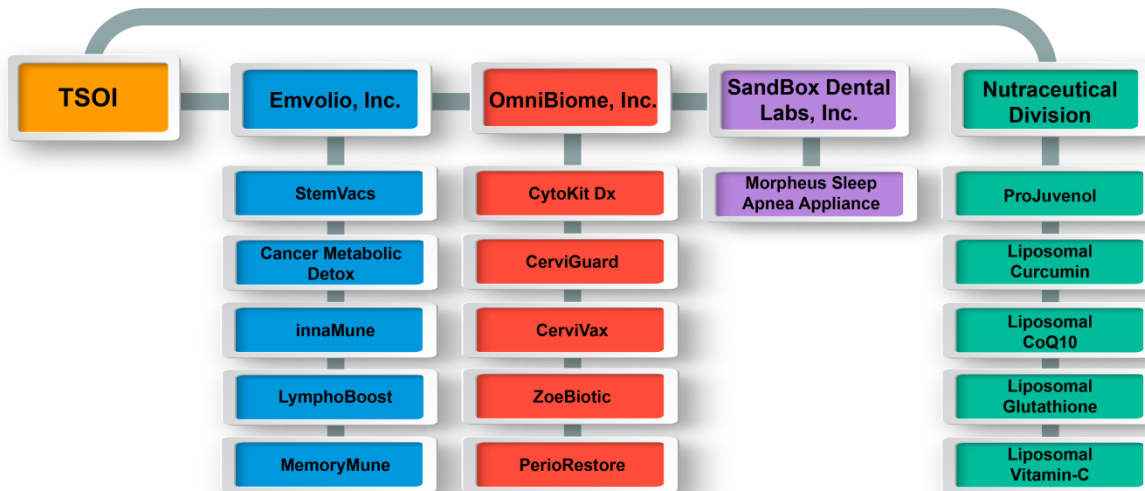 TSOI
Emvolio, Inc.
OmniBiome, Inc.
SandBox Dental
Labs, Inc.
Nutraceutical
Division
StemVacs
Cancer Metabolic
Detox
innaMune
LymphoBoost
MemoryMune
CytoKit Dx
CerviGuard
CerviVax
ZoeBiotic
PerioRestore
Morpheus Sleep
Apnea Appliance
ProJuvenol
Liposomal
Curcumin
Liposomal
CoQ10
Liposomal
Glutathione
Liposomal
Vitamin-C